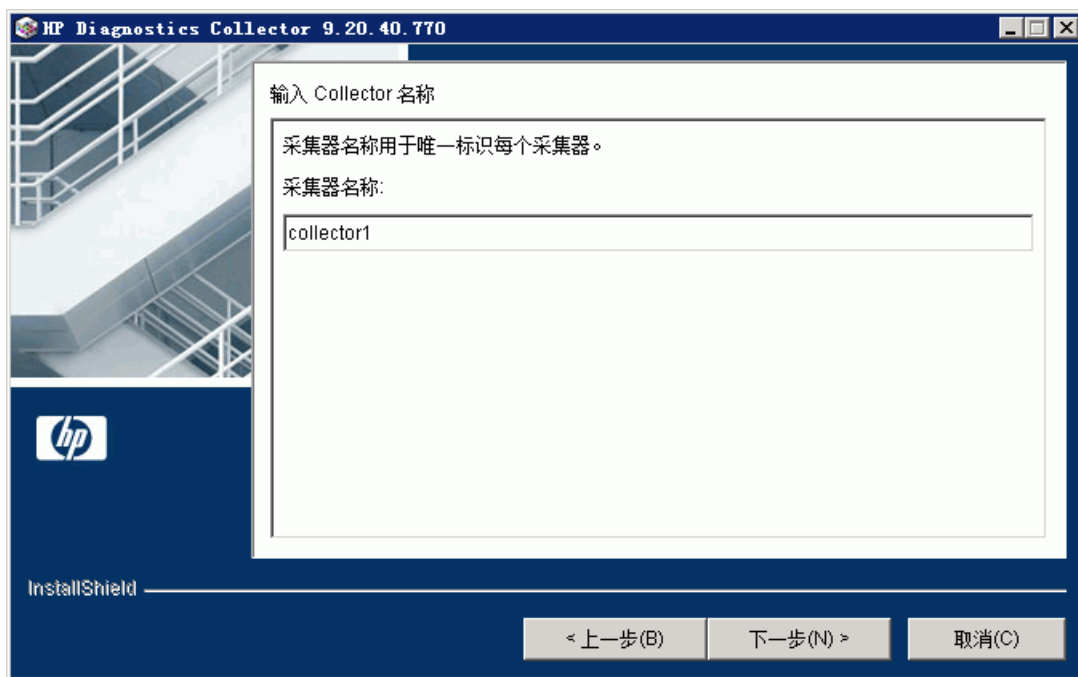 HP Diagnostics Collector 9.20.40.770
输入 Collector 名称
采集器名称用于唯一标识每个采集器。
采集器名称:
collector1
hp
InstallShield
<上一步(B)
下一步(N)>
取消(C)